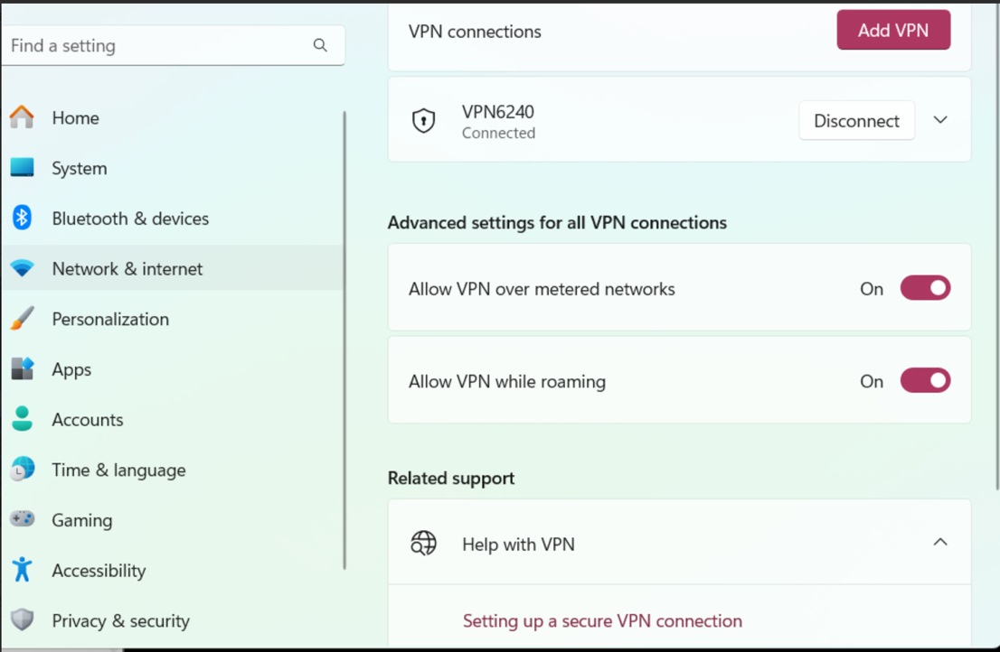 Find a setting
Home
System
Bluetooth & devices
Network & internet
Personalization
Apps
Accounts
Time & language
Gaming
Accessibility
Privacy & security
VPN connections
Add VPN
VPN6240
Connected
Disconnect
Advanced settings for all VPN connections
Allow VPN over metered networks
On
Allow VPN while roaming
On
Related support
Help with VPN
Setting up a secure VPN connection